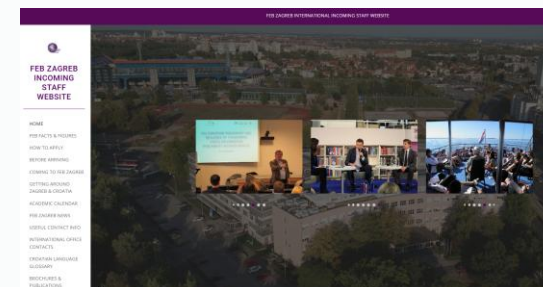 FEB ZAGREB INTERNATIONAL INCOMING STAFF WEBSITE
FEB ZAGREB
INCOMING
STAFF
WEBSITE
HOME
FEB FACTS & FIGURES
HOW TO APPLY
BEFORE ARRIVING
COMING TO FEB ZAGREB
GETTING AROUND
ZAGREB & CROATIA
ACADEMIC CALENDAR
FEB ZAGREB NEWS
USEFUL CONTACT INFO
INTERNATIONAL OFFICE
CONTACTS
CROATIAN LANGUAGE
GLOSSARY
BROCHURES &
PUBLICATIONS